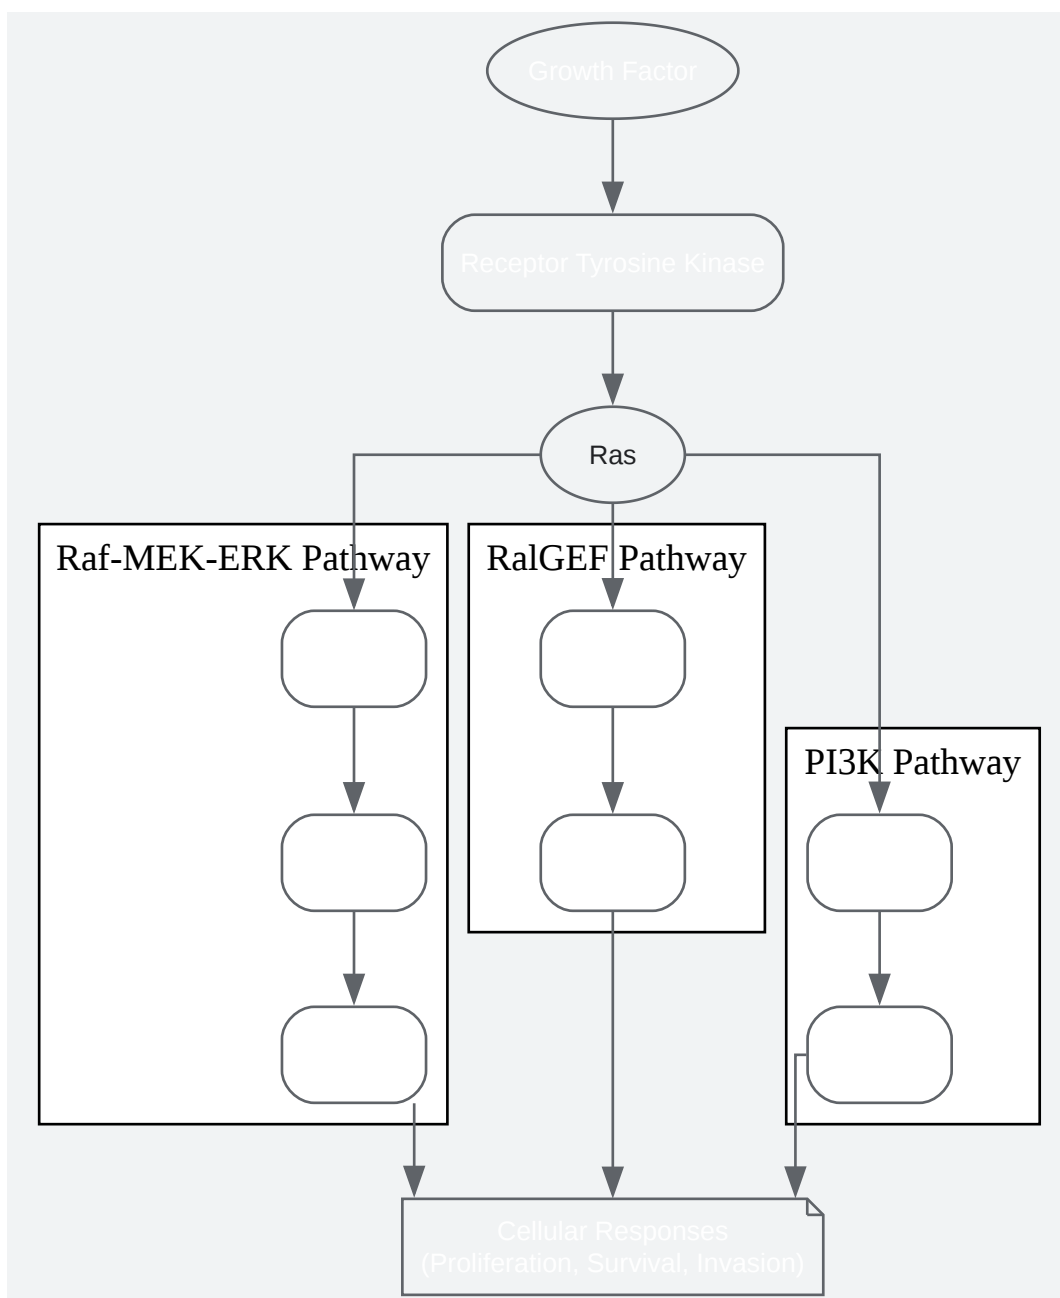 Growth Factor
Receptor Tyrosine Kinase
Ras
Raf-MEK-ERK Pathway
RalGEF Pathway
PI3K Pathway
Cellular Responses
(Proliferation, Survival, Invasion)